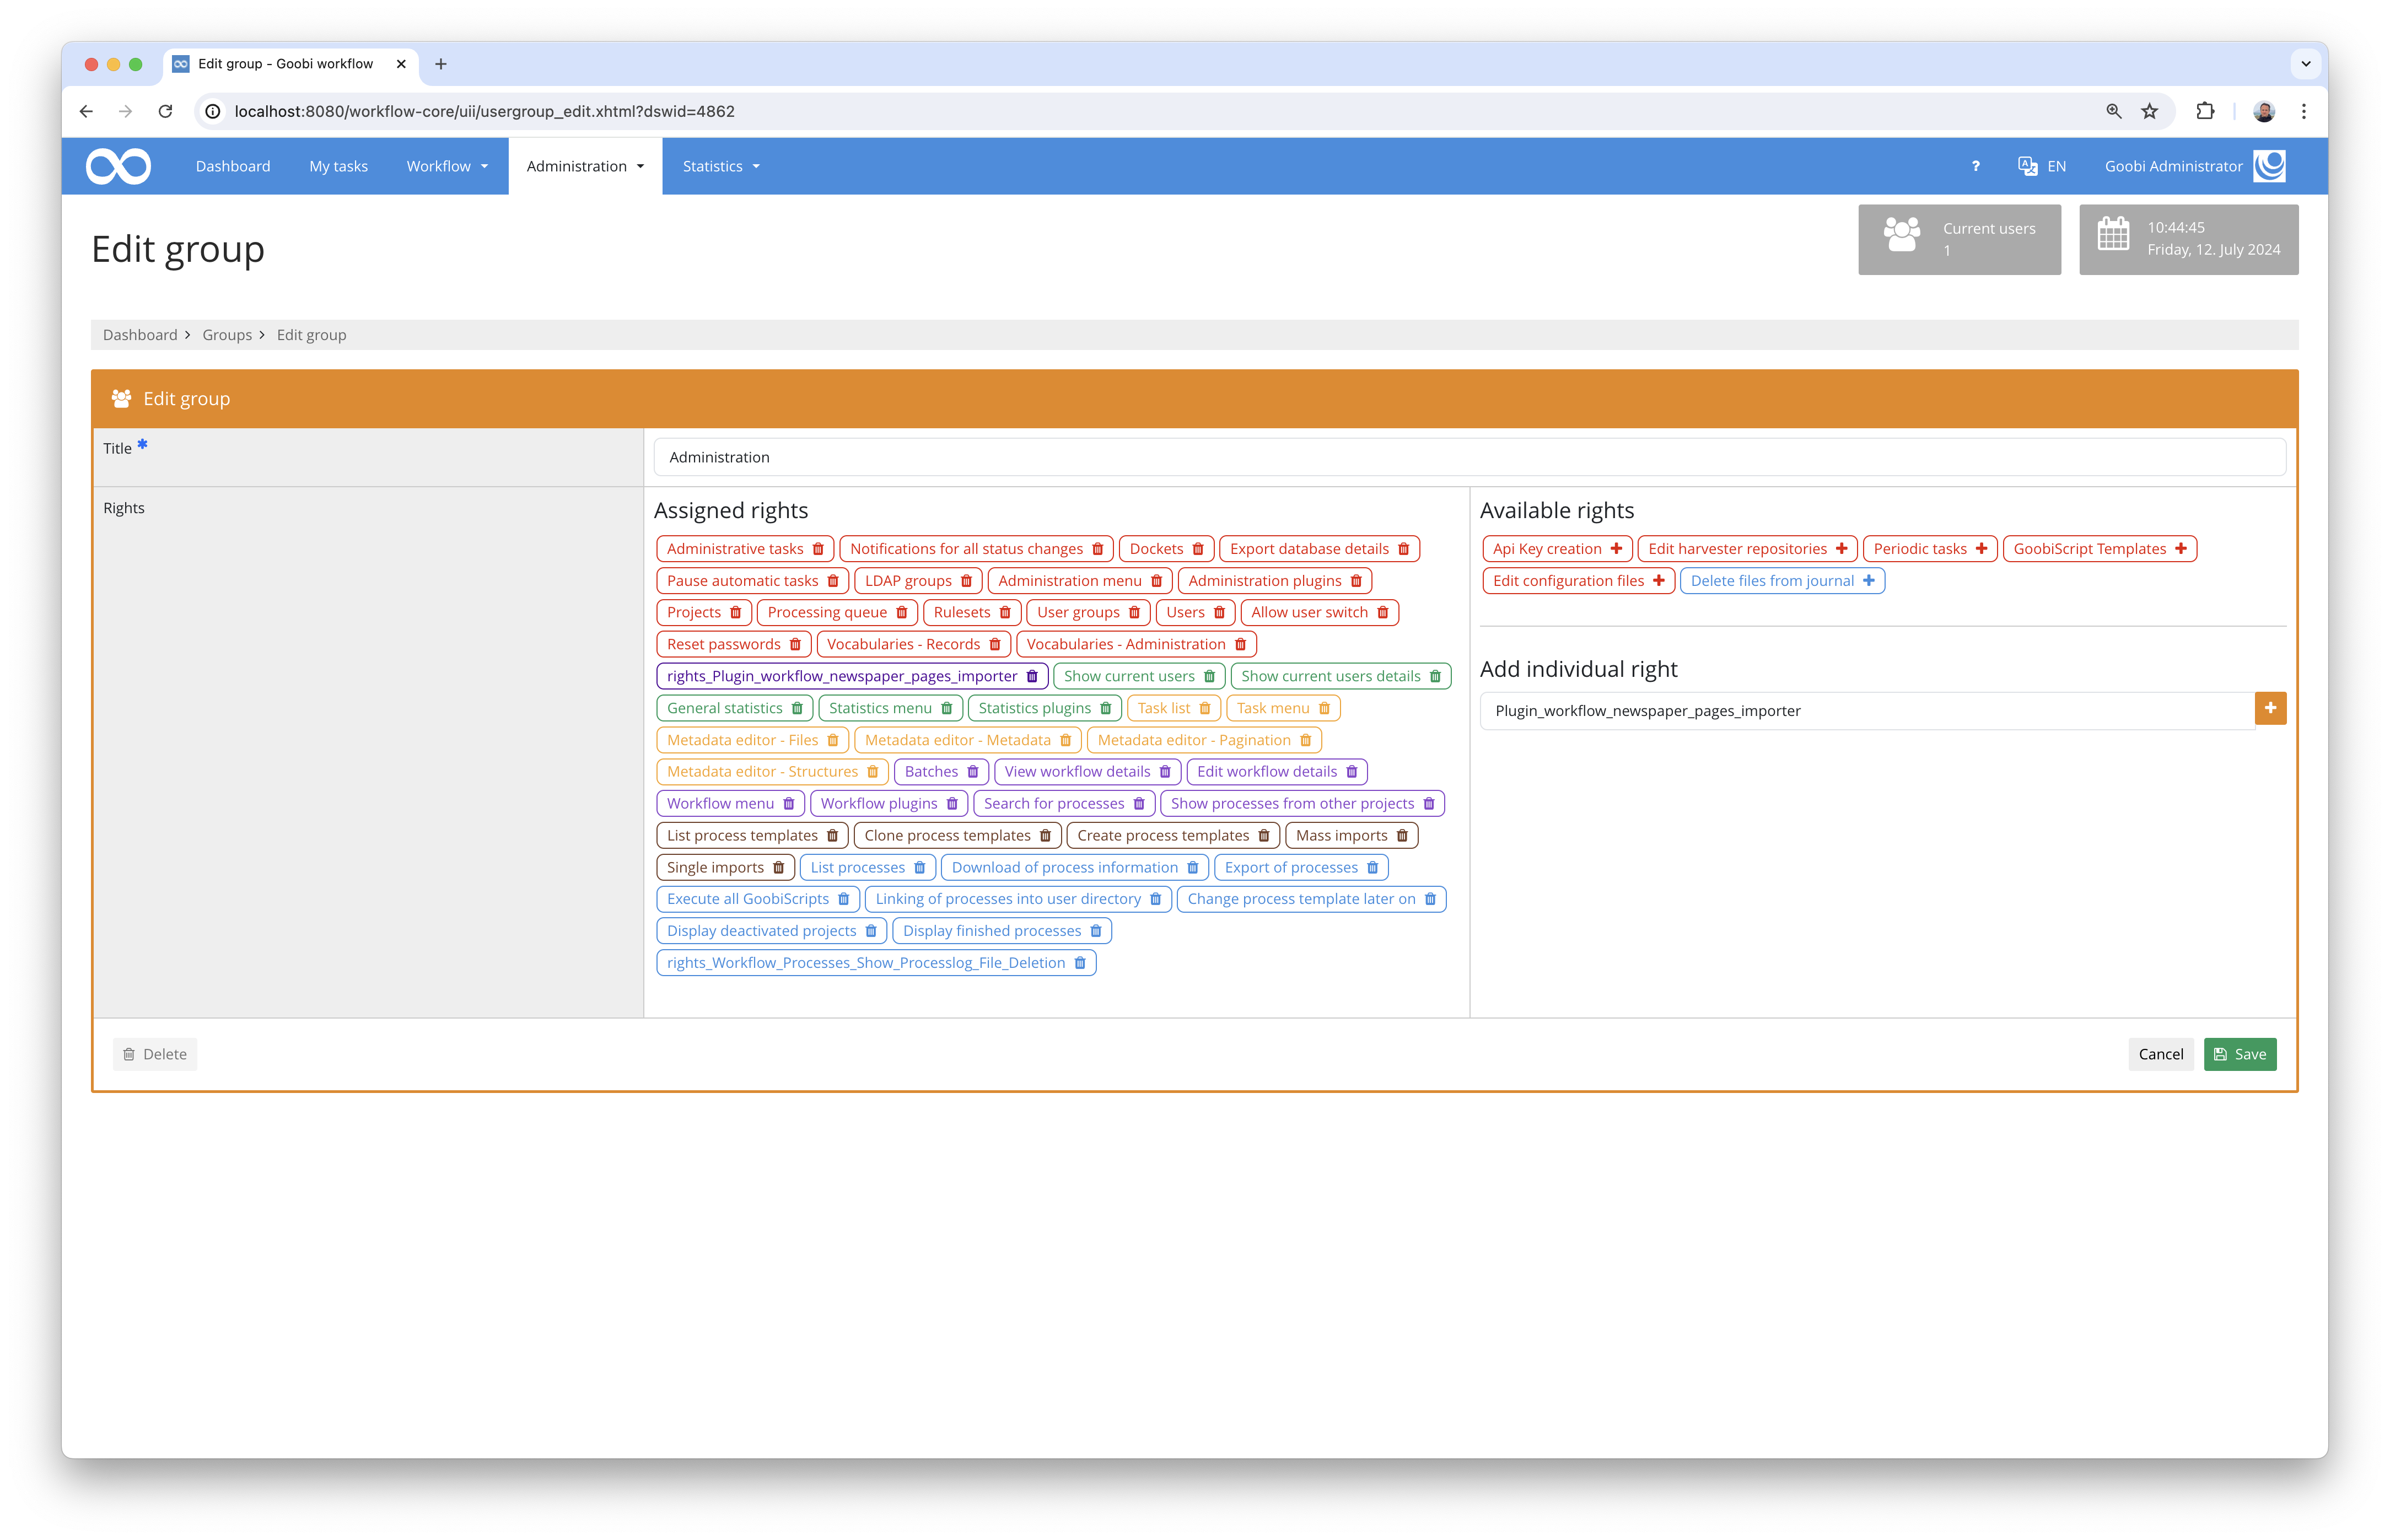 Edit group - Goobi workflow
localhost:8080/workflow-core/uii/usergroup_edit.xhtml?dswid=4862
Dashboard My tasks Workflow Administration Statistics ? EN Goobi Administrator
Edit group
Current users
1
10:44:45
Friday, 12. July 2024
Dashboard Groups Edit group
Edit group
Title *
Administration
Rights
Assigned rights
Administrative tasks Notifications for all status changes Dockets Export database details
Pause automatic tasks LDAP groups Administration menu Administration plugins
Projects Processing queue Rulesets User groups Users Allow user switch
Reset passwords Vocabularies - Records Vocabularies - Administration
rights_Plugin_workflow_newspaper_pages_importer Show current users Show current users details
General statistics Statistics menu Statistics plugins Task list Task menu
Metadata editor - Files Metadata editor - Metadata Metadata editor - Pagination
Metadata editor - Structures Batches View workflow details Edit workflow details
Workflow menu Workflow plugins Search for processes Show processes from other projects
List process templates Clone process templates Create process templates Mass imports
Single imports List processes Download of process information Export of processes
Execute all GoobiScripts Linking of processes into user directory Change process template later on
Display deactivated projects Display finished processes
rights_Workflow_Processes_Show_Processlog_File_Deletion
Available rights
Api Key creation Edit harvester repositories Periodic tasks GoobiScript Templates
Edit configuration files Delete files from journal
Add individual right
Plugin_workflow_newspaper_pages_importer
Delete
Cancel Save